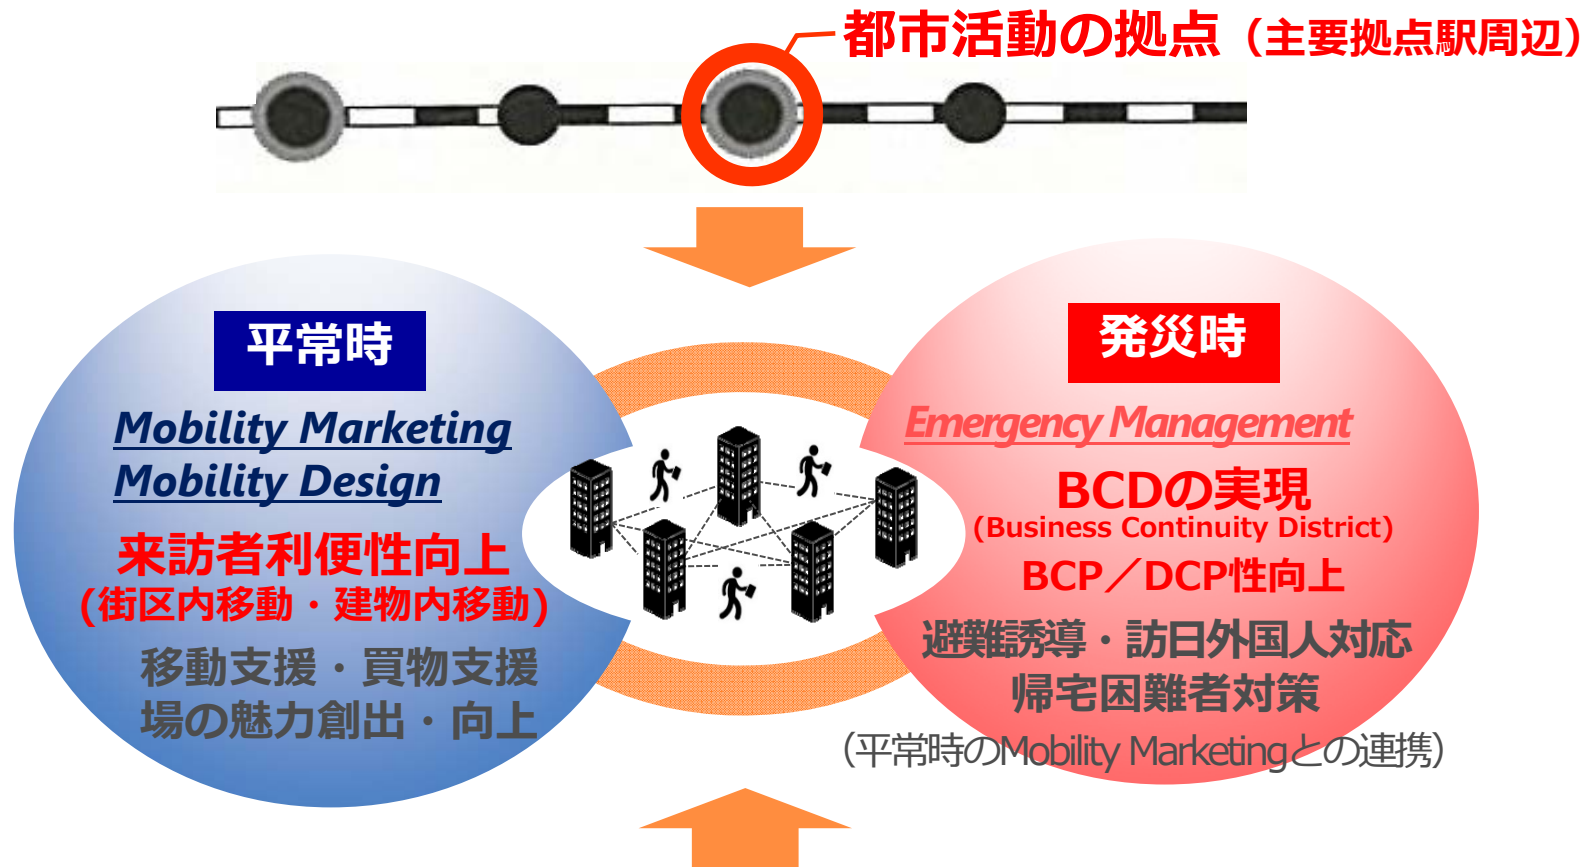 都市活動の拠点（主要拠点駅周辺）
平常時
Mobility Marketing
Mobility Design
来訪者利便性向上
(街区内移動・建物内移動)
移動支援・買物支援
場の魅力創出・向上
発災時
Emergency Management
BCDの実現
(Business Continuity District)
BCP／DCP性向上
避難誘導・訪日外国人対応
帰宅困難者対策
（平常時のMobility Marketingとの連携）